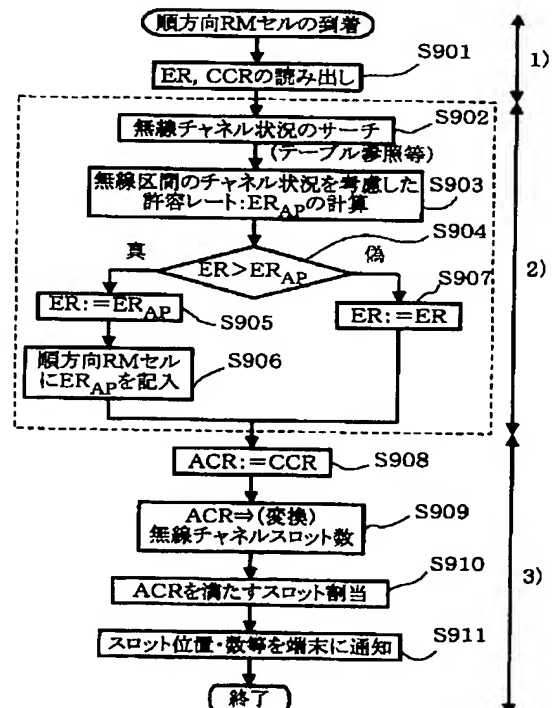 順方向RMセルの到着
1)
S901
ER, CCRの読み出し
S902
無線チャネル状況のサーチ
(テーブル参照等)
無線区間のチャネル状況を考慮した
許容レート:ERAPの計算
S903
S904
真
ER>ERAP
偽
2)
S907
ER:=ERAP
S905
ER:=ER
順方向RMセル
にERAPを記入
S906
ACR:=CCR
S908
ACR⇒(変換)
無線チャネルスロット数
S909
3)
S910
ACRを満たすスロット割当
S911
スロット位置・数等を端末に通知
終了